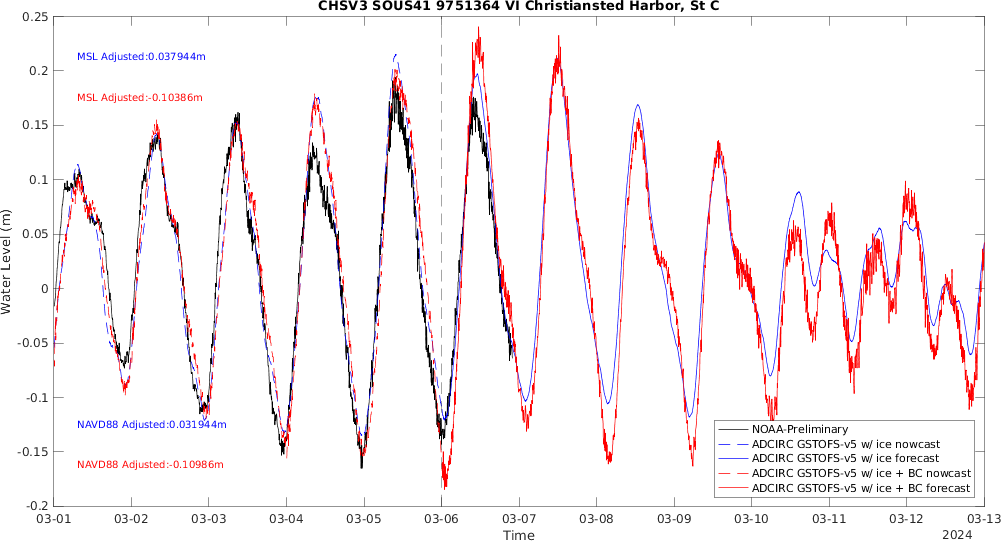 CHSV3 SOUS41 9751364 VI Christiansted Harbor, St C
0.25
0.2
0.15
0.1
0.05
0
-0.05
-0.1
-0.15
-0.2
Water Level (m)
MSL Adjusted:0.037944m
MSL Adjusted:-0.10386m
NAVD88 Adjusted:0.031944m
NAVD88 Adjusted:-0.10986m
NOAA-Preliminary
ADCIRC GSTOFS-v5 w/ ice nowcast
ADCIRC GSTOFS-v5 w/ ice forecast
ADCIRC GSTOFS-v5 w/ ice + BC nowcast
ADCIRC GSTOFS-v5 w/ ice + BC forecast
03-01 03-02 03-03 03-04 03-05 03-06 03-07 03-08 03-09 03-10 03-11 03-12 03-13
Time
2024